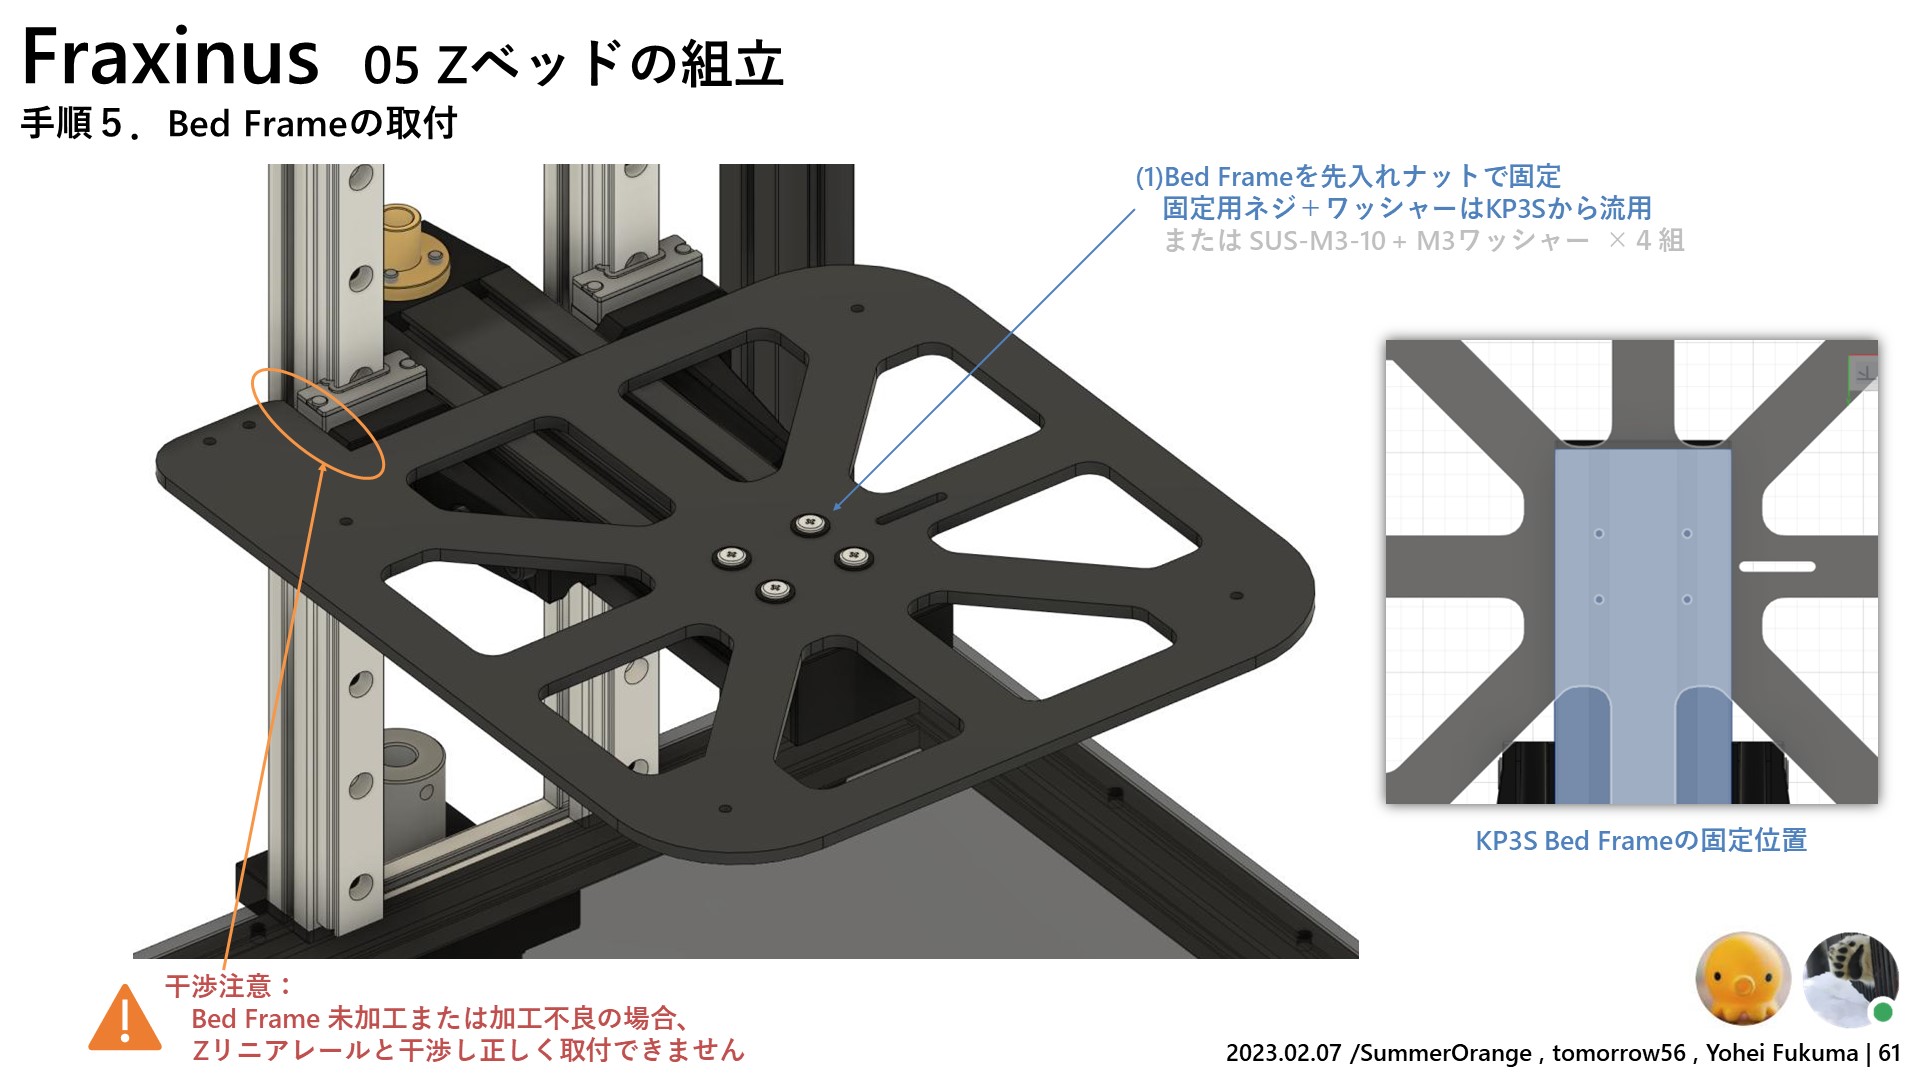 Fraxinus 05 Zベッドの組立
手順５．Bed Frameの取付
(1)Bed Frameを先入れナットで固定
固定用ネジ＋ワッシャーはKP3Sから流用
または SUS-M3-10 + M3ワッシャー × 4 組
KP3S Bed Frameの固定位置
干渉注意：
Bed Frame 未加工または加工不良の場合、
Zリニアレールと干渉し正しく取付できません
2023.02.07 /SummerOrange , tomorrow56 , Yohei Fukuma | 61